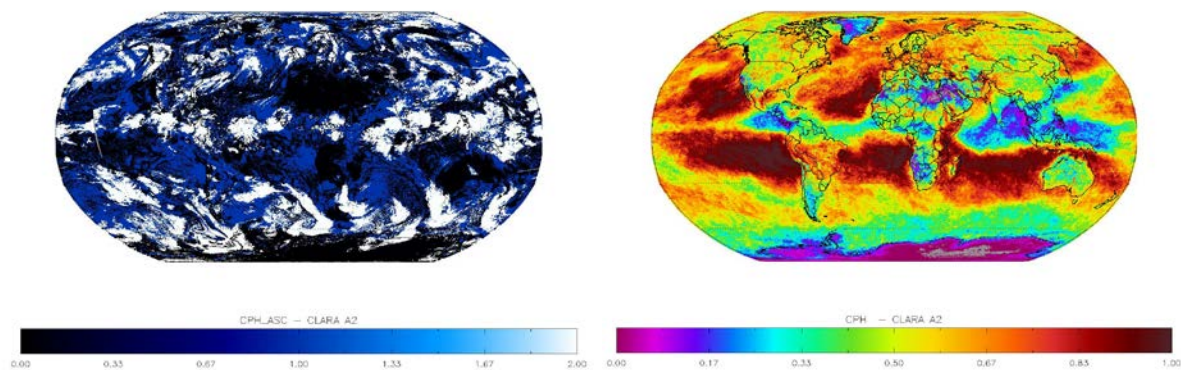 CPH_ASC – CLARA A2
0.00 0.33 0.67 1.00 1.33 1.67 2.00
CPH – CLARA A2
0.00 0.17 0.33 0.50 0.67 0.83 1.00